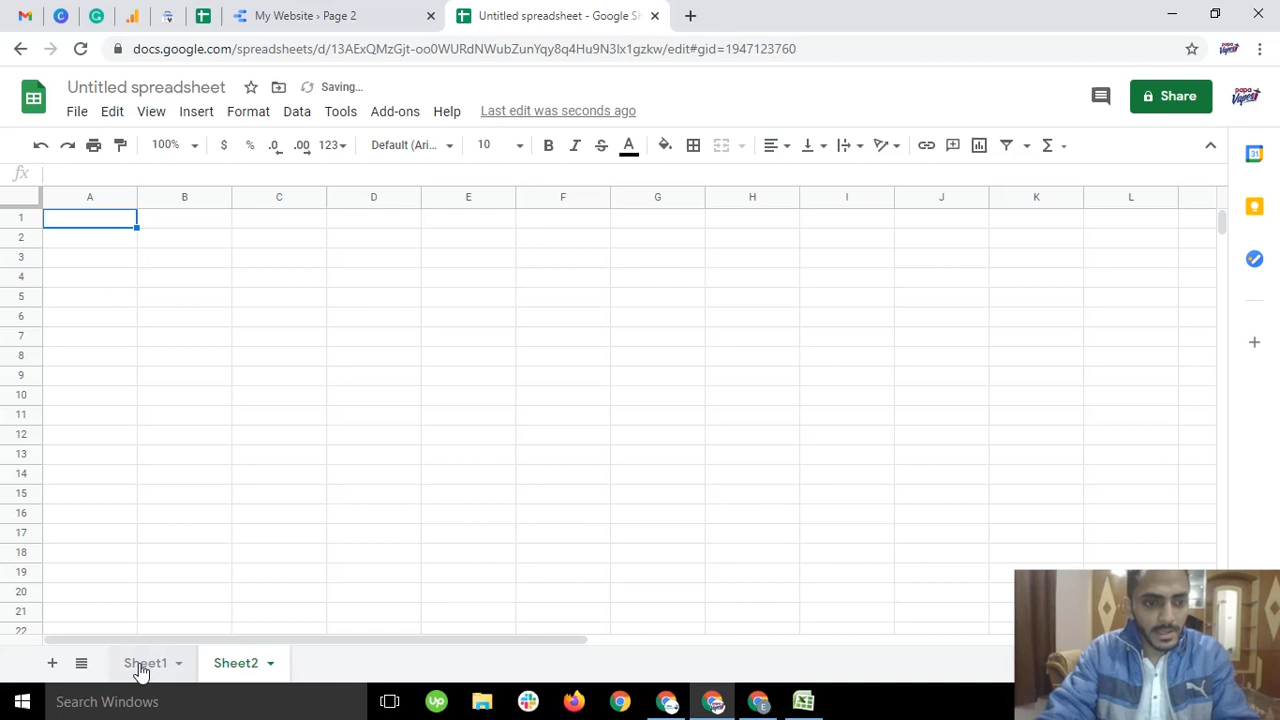 My Website › Page 2
Untitled spreadsheet - Google Sh
docs.google.com/spreadsheets/d/13AExQMzGjt-oo0WURdNWubZunYqy8q4Hu9N3Ix1gzkw/edit#gid=1947123760
Untitled spreadsheet
Saving...
File Edit View Insert Format Data Tools Add-ons Help Last edit was seconds ago
Share
100% $ % .0 .00 123 Default (Ari... 10 B I S A
fx
A B C D E F G H I J K L
1
2
3
4
5
6
7
8
9
10
11
12
13
14
15
16
17
18
19
20
21
22
Sheet1 Sheet2
Search Windows